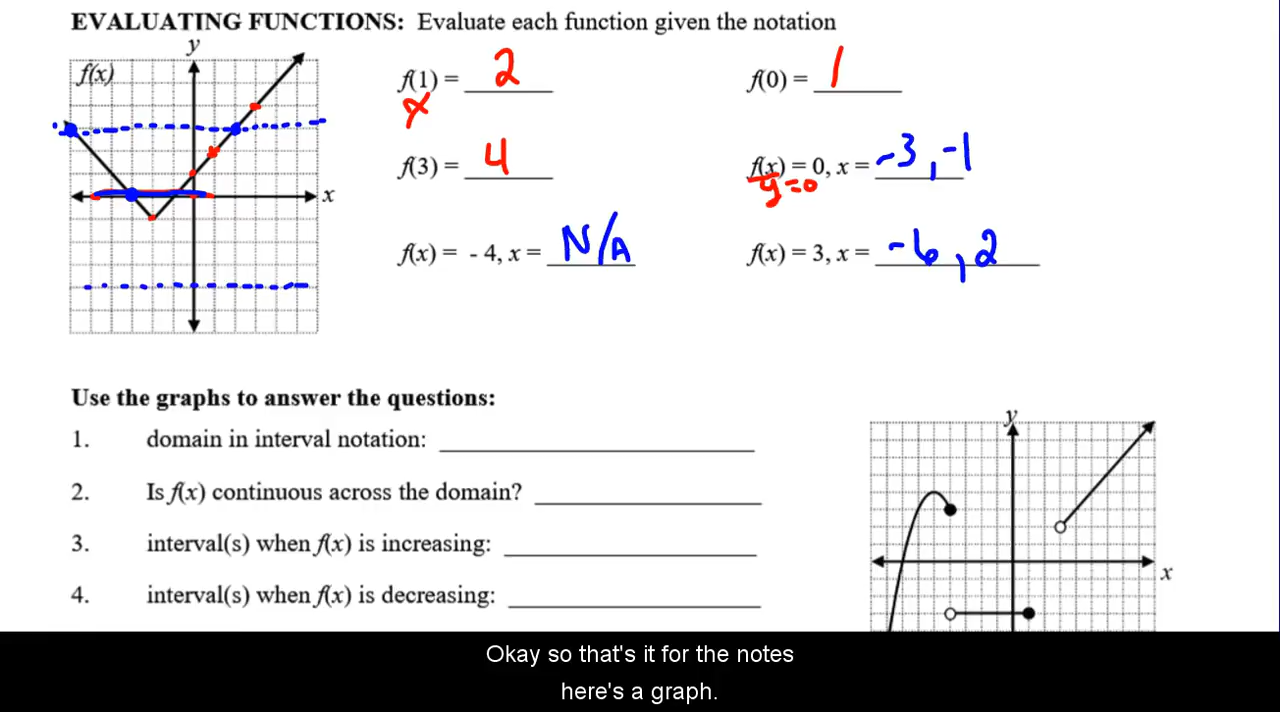 EVALUATING FUNCTIONS: Evaluate each function given the notation
y
f(x)
x
f(1) = 2
x
f(0) = 1
f(3) = 4
f(x) = 0, x = -3, -1
y=0
f(x) = - 4, x = N/A
f(x) = 3, x = -6, 2
Use the graphs to answer the questions:
1. domain in interval notation:
2. Is f(x) continuous across the domain?
3. interval(s) when f(x) is increasing:
4. interval(s) when f(x) is decreasing:
y
x
Okay so that's it for the notes
here's a graph.